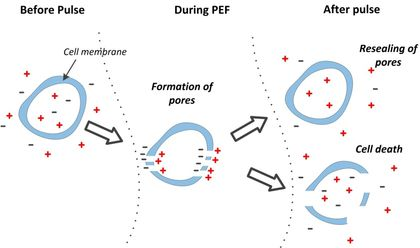 Before Pulse
During PEF
After pulse
Cell membrane
Formation of
pores
Resealing of
pores
Cell death